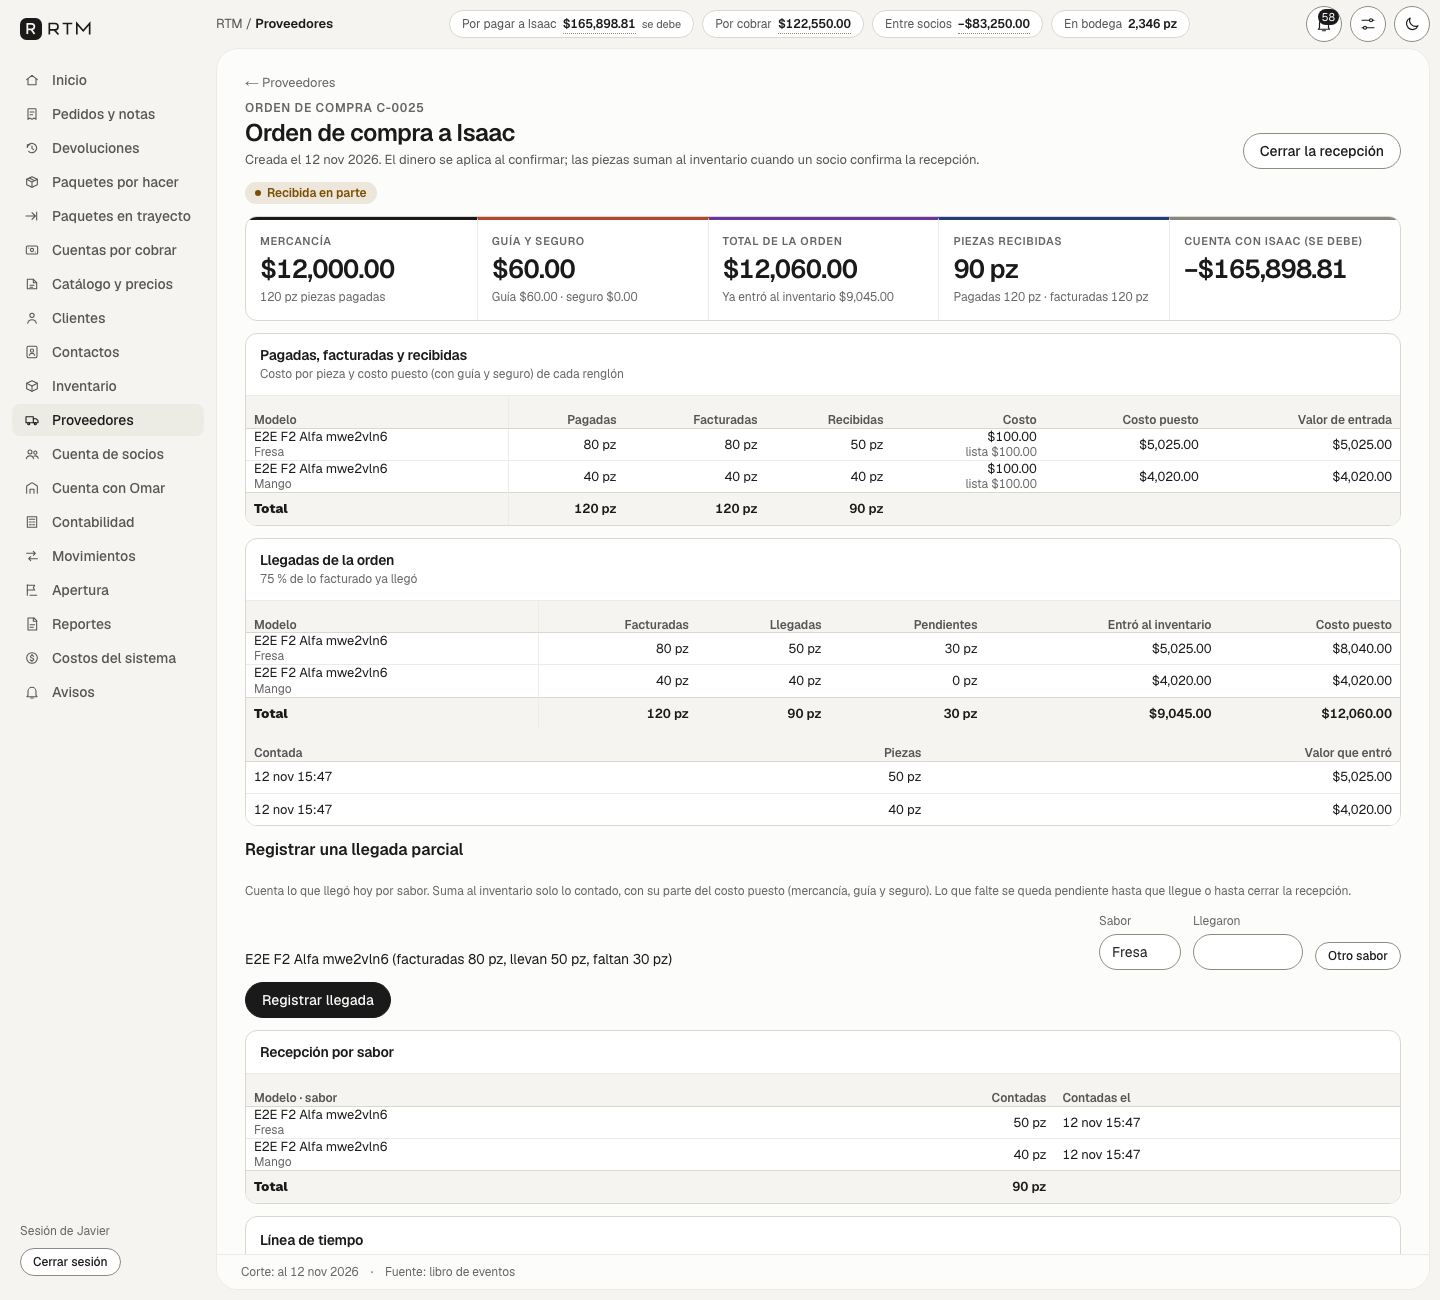 R RTM
RTM / Proveedores
Por pagar a Isaac $165,898.81 se debe
Por cobrar $122,550.00
Entre socios −$83,250.00
En bodega 2,346 pz
58
Inicio
Pedidos y notas
Devoluciones
Paquetes por hacer
Paquetes en trayecto
Cuentas por cobrar
Catálogo y precios
Clientes
Contactos
Inventario
Proveedores
Cuenta de socios
Cuenta con Omar
Contabilidad
Movimientos
Apertura
Reportes
Costos del sistema
Avisos
Sesión de Javier
Cerrar sesión
← Proveedores
ORDEN DE COMPRA C-0025
Orden de compra a Isaac
Creada el 12 nov 2026. El dinero se aplica al confirmar; las piezas suman al inventario cuando un socio confirma la recepción.
Cerrar la recepción
Recibida en parte
MERCANCÍA
$12,000.00
120 pz piezas pagadas
GUÍA Y SEGURO
$60.00
Guía $60.00 · seguro $0.00
TOTAL DE LA ORDEN
$12,060.00
Ya entró al inventario $9,045.00
PIEZAS RECIBIDAS
90 pz
Pagadas 120 pz · facturadas 120 pz
CUENTA CON ISAAC (SE DEBE)
−$165,898.81
Pagadas, facturadas y recibidas
Costo por pieza y costo puesto (con guía y seguro) de cada renglón
Modelo Pagadas Facturadas Recibidas Costo Costo puesto Valor de entrada
E2E F2 Alfa mwe2vln6 80 pz 80 pz 50 pz $100.00 $5,025.00 $5,025.00
Fresa lista $100.00
E2E F2 Alfa mwe2vln6 40 pz 40 pz 40 pz $100.00 $4,020.00 $4,020.00
Mango lista $100.00
Total 120 pz 120 pz 90 pz
Llegadas de la orden
75 % de lo facturado ya llegó
Modelo Facturadas Llegadas Pendientes Entró al inventario Costo puesto
E2E F2 Alfa mwe2vln6 80 pz 50 pz 30 pz $5,025.00 $8,040.00
Fresa
E2E F2 Alfa mwe2vln6 40 pz 40 pz 0 pz $4,020.00 $4,020.00
Mango
Total 120 pz 90 pz 30 pz $9,045.00 $12,060.00
Contada Piezas Valor que entró
12 nov 15:47 50 pz $5,025.00
12 nov 15:47 40 pz $4,020.00
Registrar una llegada parcial
Cuenta lo que llegó hoy por sabor. Suma al inventario solo lo contado, con su parte del costo puesto (mercancía, guía y seguro). Lo que falte se queda pendiente hasta que llegue o hasta cerrar la recepción.
Sabor Llegaron
E2E F2 Alfa mwe2vln6 (facturadas 80 pz, llevan 50 pz, faltan 30 pz) Fresa Otro sabor
Registrar llegada
Recepción por sabor
Modelo · sabor Contadas Contadas el
E2E F2 Alfa mwe2vln6 50 pz 12 nov 15:47
Fresa
E2E F2 Alfa mwe2vln6 40 pz 12 nov 15:47
Mango
Total 90 pz
Línea de tiempo
Corte: al 12 nov 2026 · Fuente: libro de eventos